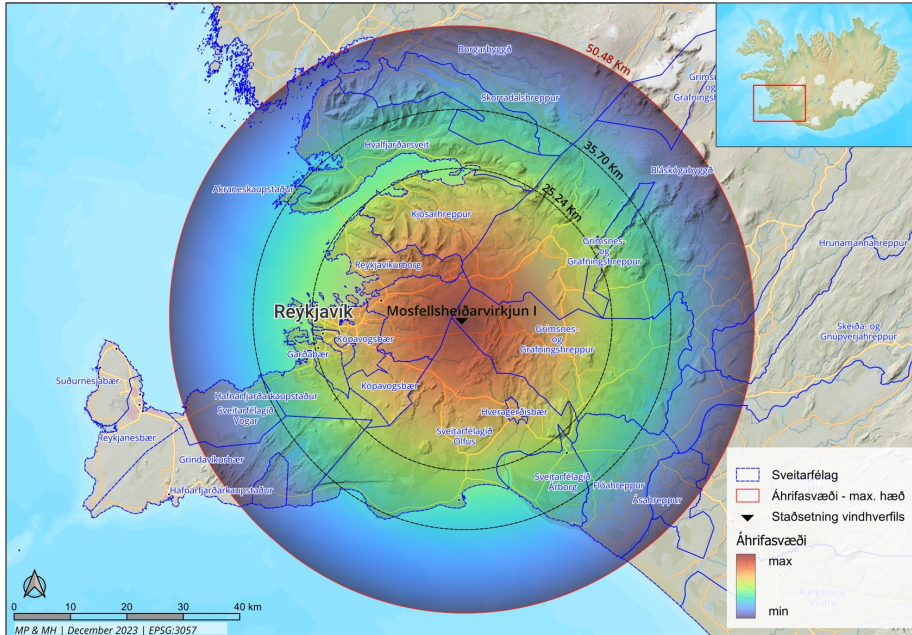 Borgarbyggð
50.48 Km
Grímsnes-
og
Grafningshreppur
Skorradalshreppur
Hvalfjarðarsveit
35.70 Km
Bláskógabyggð
Akraneskaupstaður
25.24 Km
Kjósarhreppur
Grímsnes-
og
Grafningshreppur
Hrunamannahreppur
Reykjavíkurborg
Reykjavík
Mosfellsheiðarvirkjun I
Kópavogsbær
Garðabær
Grímsnes-
og
Grafningshreppur
Skeiða- og
Gnúpverjahreppur
Suðurnesjabær
Kópavogsbær
Hafnarfjarðarkaupstaður
Sveitarfélagið
Vogar
Hveragerðisbær
Reykjanesbær
Sveitarfélagið
Ölfus
Grindavíkurbær
Hafnarfjarðarkaupstaður
Sveitarfélagið
Árborg
Flóahreppur
Ásahreppur
Sveitarfélag
Áhrifasvæði - max. hæð
Staðsetning vindhverfils
Áhrifasvæði
max
min
Rangárþing
eystra
0 10 20 30 40 km
MP & MH | December 2023 | EPSG:3057